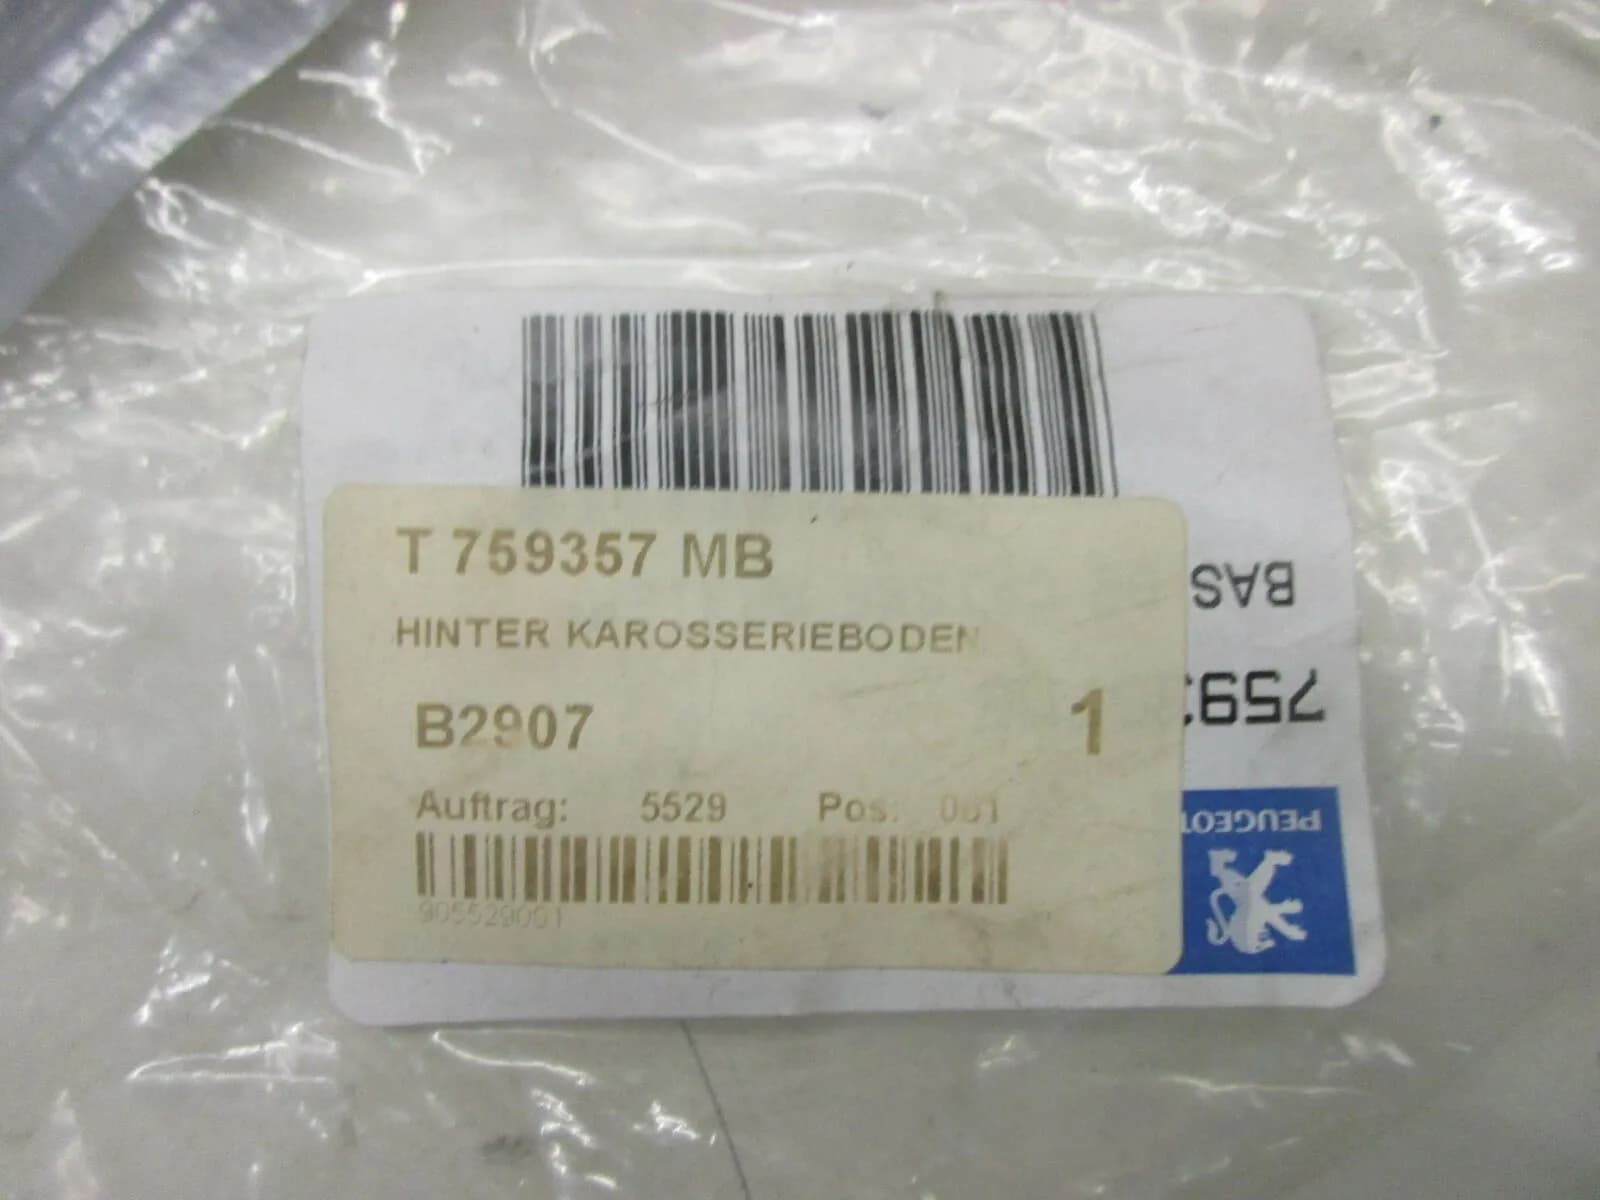 T 759357 MB
HINTER KAROSSERIEBODEN
B2907 1
Auftrag: 5529 Pos: 001
905529001
BAS
7593
PEUGEOT